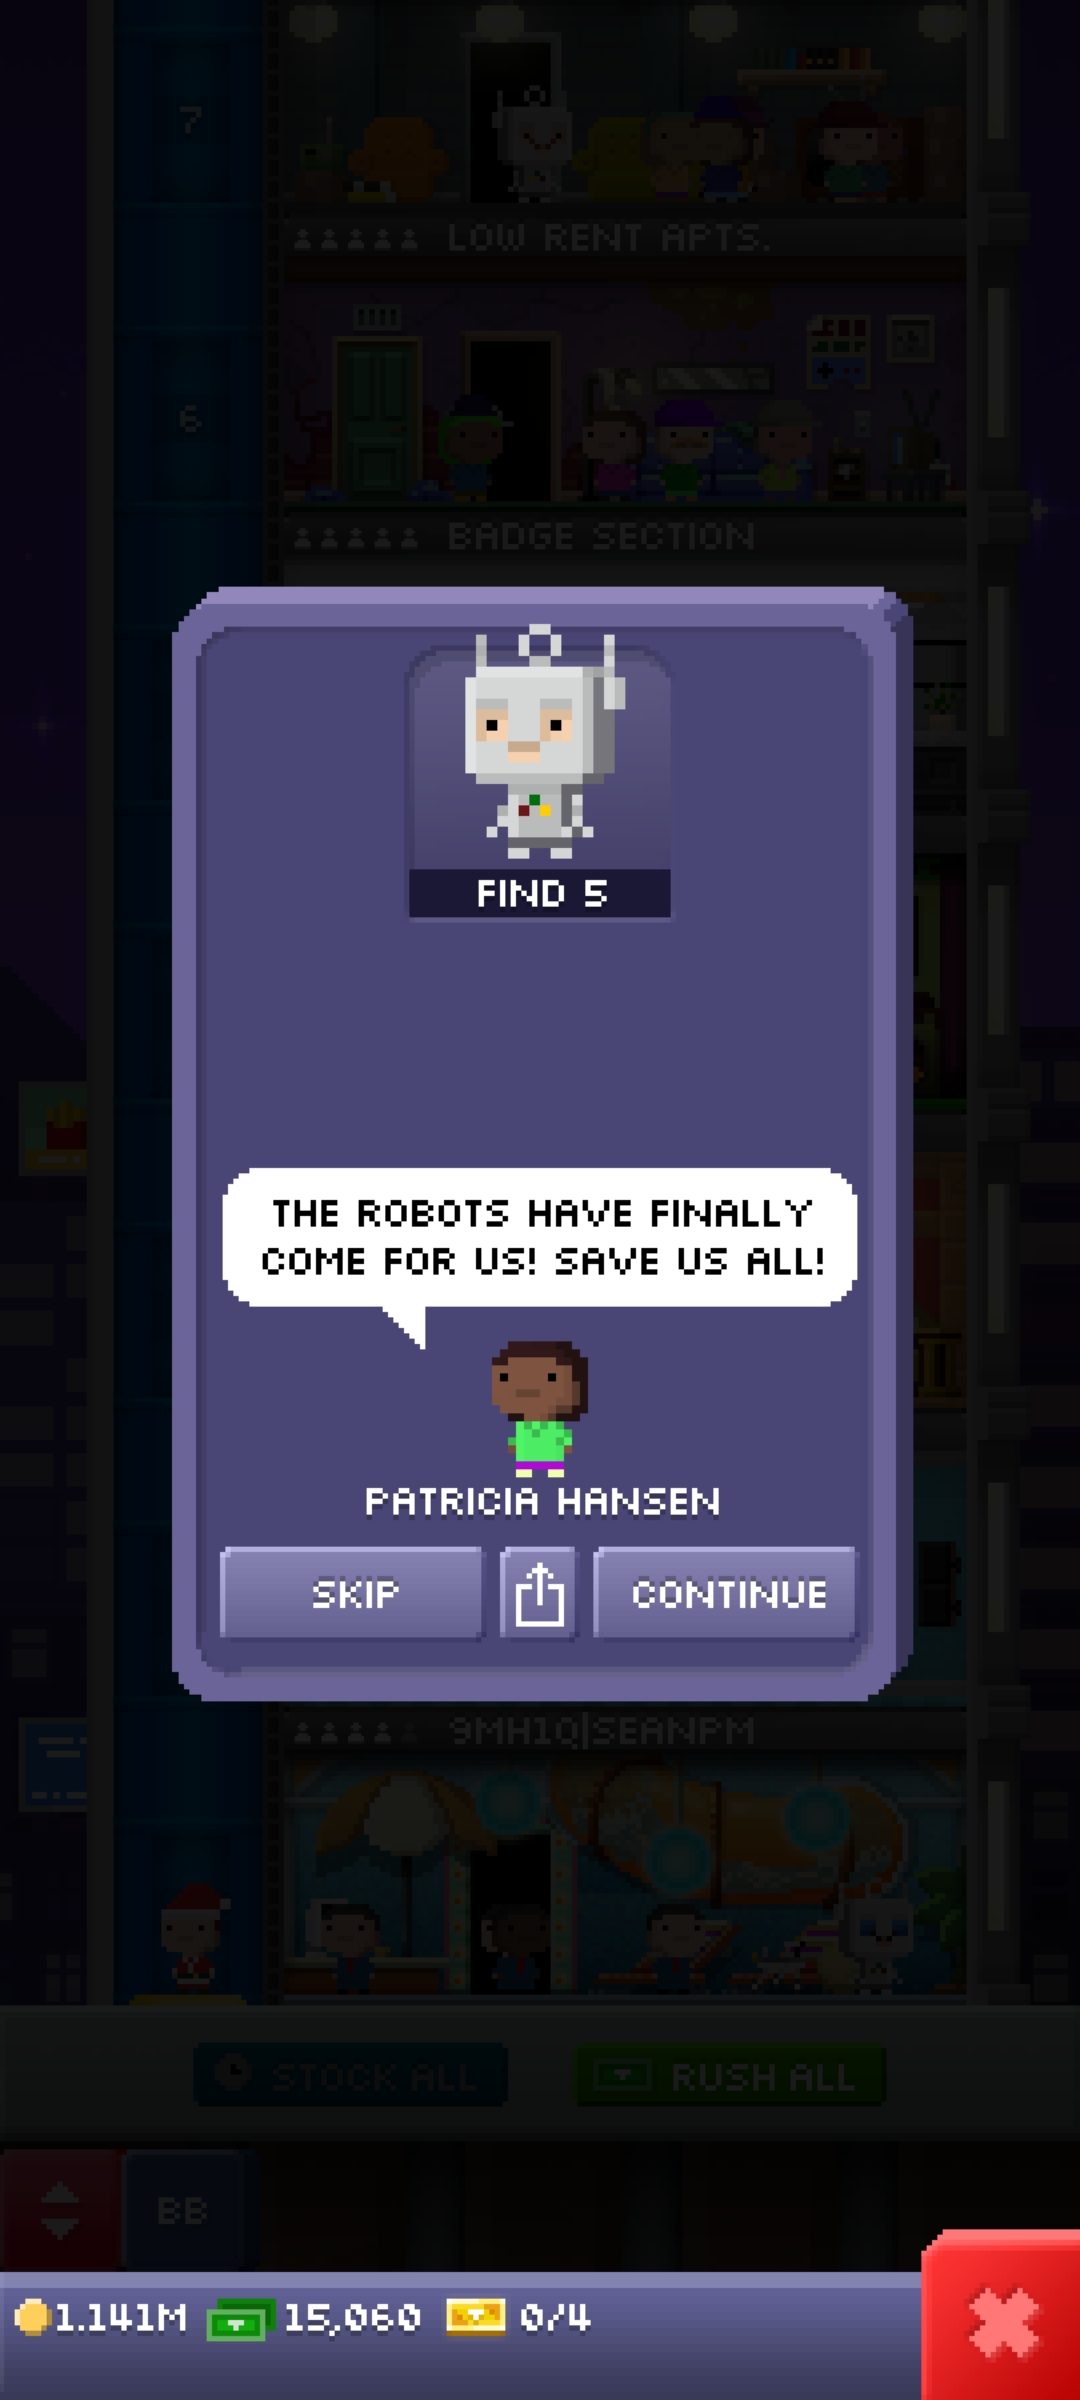 7
LOW RENT APTS.
6
BADGE SECTION
FIND 5
THE ROBOTS HAVE FINALLY
COME FOR US! SAVE US ALL!
PATRICIA HANSEN
SKIP
CONTINUE
9MH1Q|SEANPM
STOCK ALL
RUSH ALL
BB
1.141M
15,060
0/4